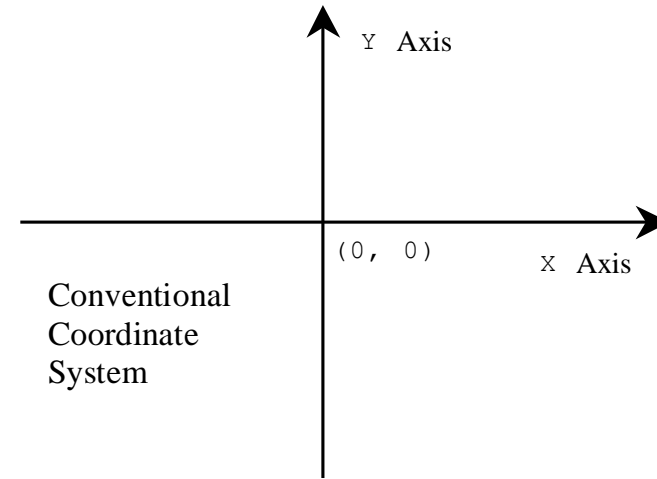 Y Axis
(0, 0)
X Axis
Conventional
Coordinate
System